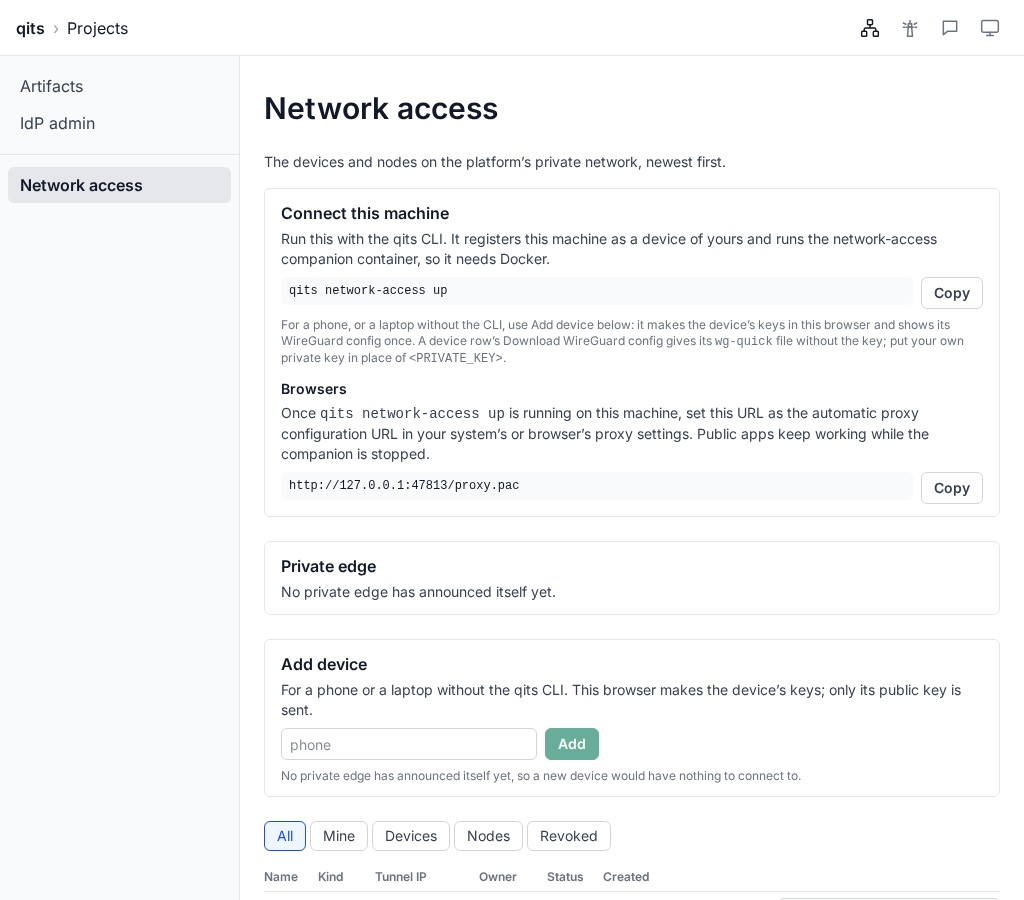 qits › Projects
Artifacts
IdP admin
Network access
Network access
The devices and nodes on the platform’s private network, newest first.
Connect this machine
Run this with the qits CLI. It registers this machine as a device of yours and runs the network-access
companion container, so it needs Docker.
qits network-access up
Copy
For a phone, or a laptop without the CLI, use Add device below: it makes the device’s keys in this browser and shows its
WireGuard config once. A device row’s Download WireGuard config gives its wg-quick file without the key; put your own
private key in place of <PRIVATE_KEY>.
Browsers
Once qits network-access up is running on this machine, set this URL as the automatic proxy
configuration URL in your system’s or browser’s proxy settings. Public apps keep working while the
companion is stopped.
http://127.0.0.1:47813/proxy.pac
Copy
Private edge
No private edge has announced itself yet.
Add device
For a phone or a laptop without the qits CLI. This browser makes the device’s keys; only its public key is
sent.
phone
Add
No private edge has announced itself yet, so a new device would have nothing to connect to.
All Mine Devices Nodes Revoked
Name Kind Tunnel IP Owner Status Created